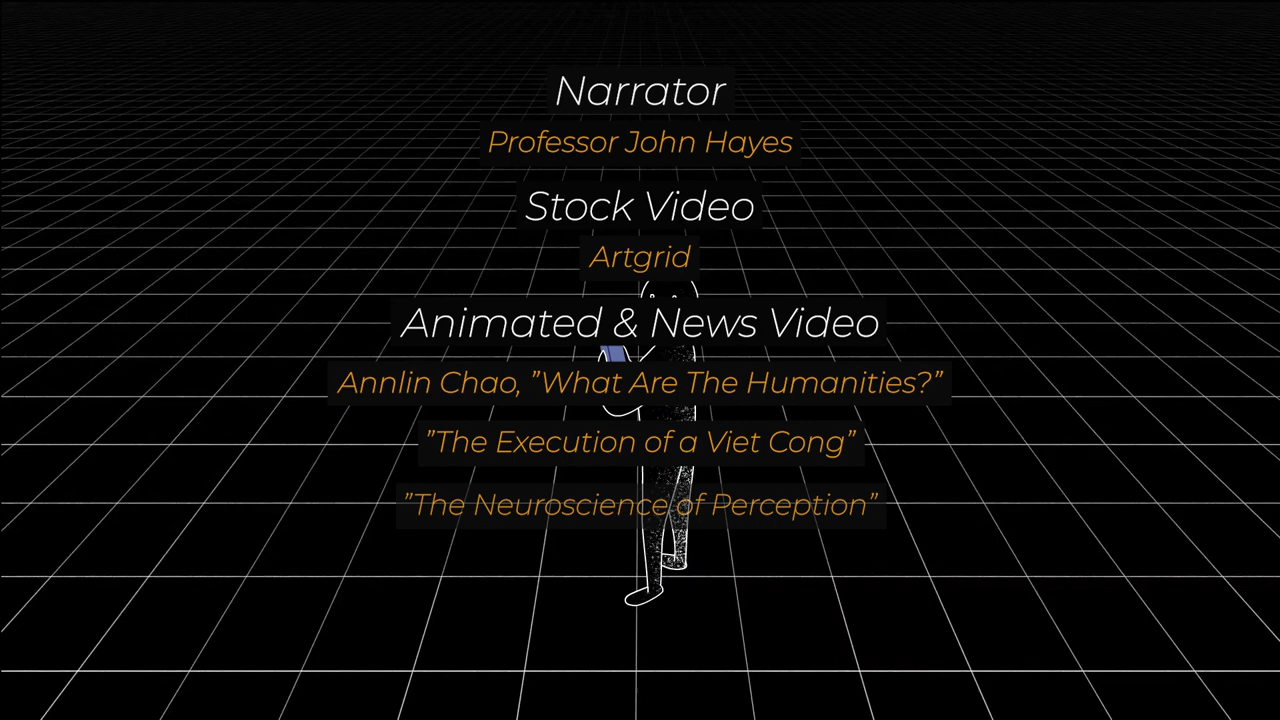 Narrator
Professor John Hayes
Stock Video
Artgrid
Animated & News Video
Annlin Chao, ”What Are The Humanities?”
”The Execution of a Viet Cong”
”The Neuroscience of Perception”